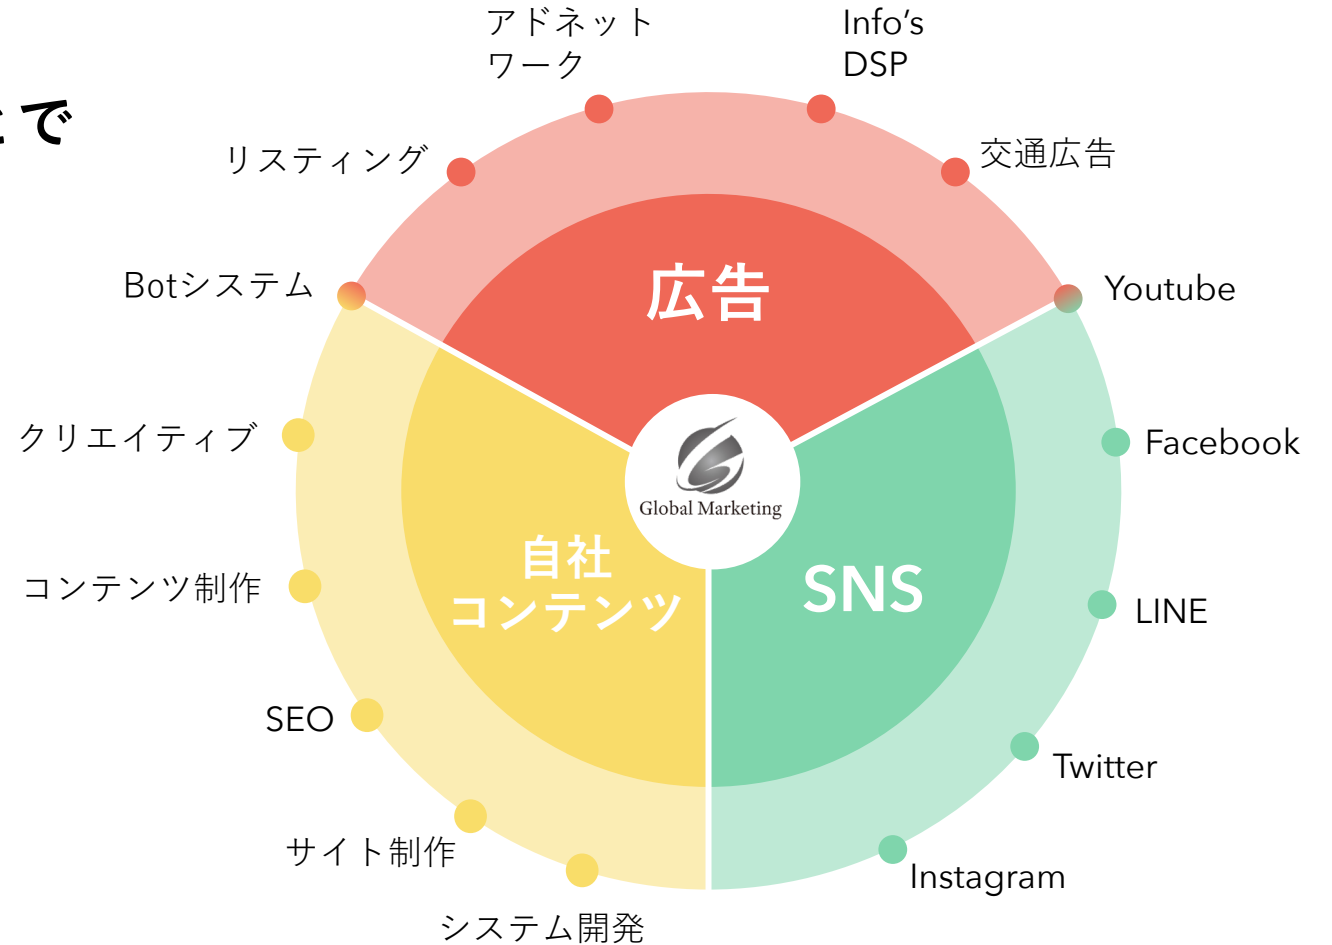 アドネット
ワーク
Info's
DSP
とで
リスティング
交通広告
Botシステム
広告
Youtube
クリエイティブ
Facebook
Global Marketing
自社
コンテンツ
SNS
コンテンツ制作
LINE
SEO
Twitter
サイト制作
Instagram
システム開発